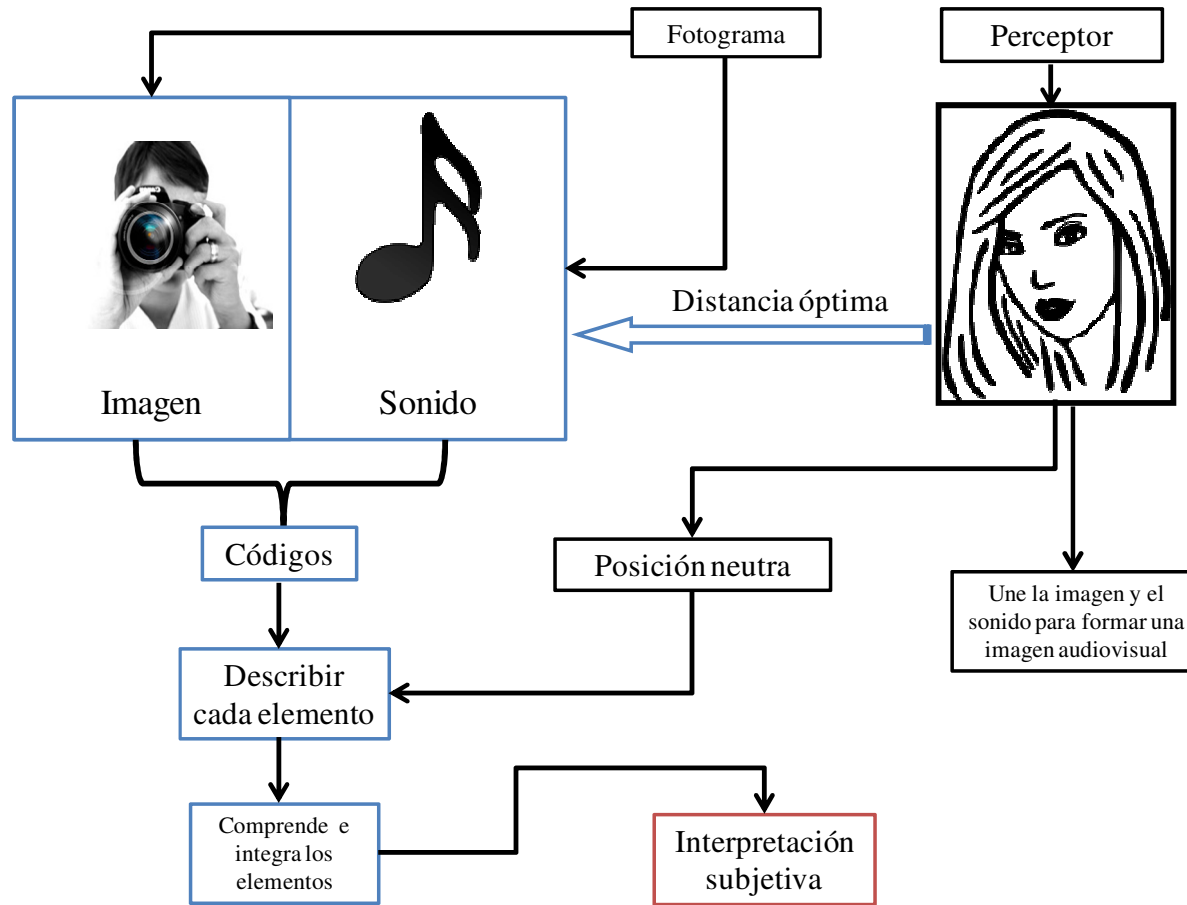 Fotograma
Perceptor
Distancia óptima
Imagen
Sonido
Códigos
Posición neutra
Une la imagen y el
sonido para formar una
imagen audiovisual
Describir
cada elemento
Comprende e
integra los
elementos
Interpretación
subjetiva